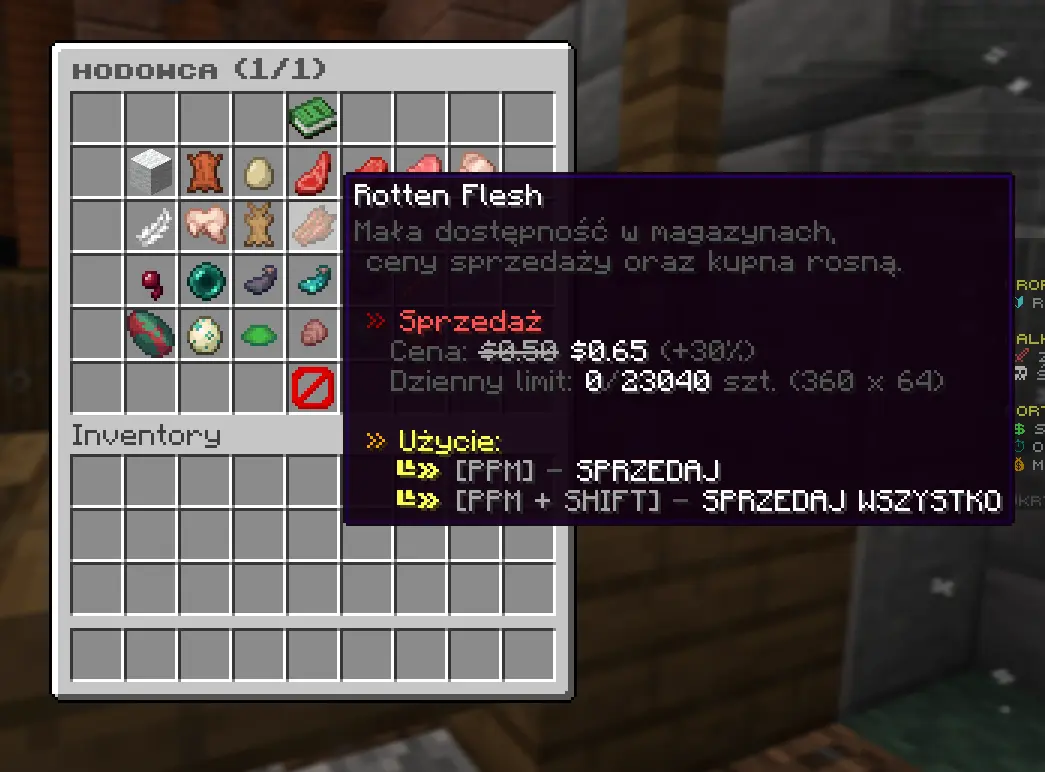 HODOWCA (1/1)
Rotten Flesh
Mała dostępność w magazynach,
ceny sprzedaży oraz kupna rosną.
» Sprzedaż
Cena: $0.50 $0.65 (+30%)
Dzienny limit: 0/23040 szt. (360 x 64)
Inventory
» Użycie:
» [PPM] - SPRZEDAJ
» [PPM + SHIFT] - SPRZEDAJ WSZYSTKO